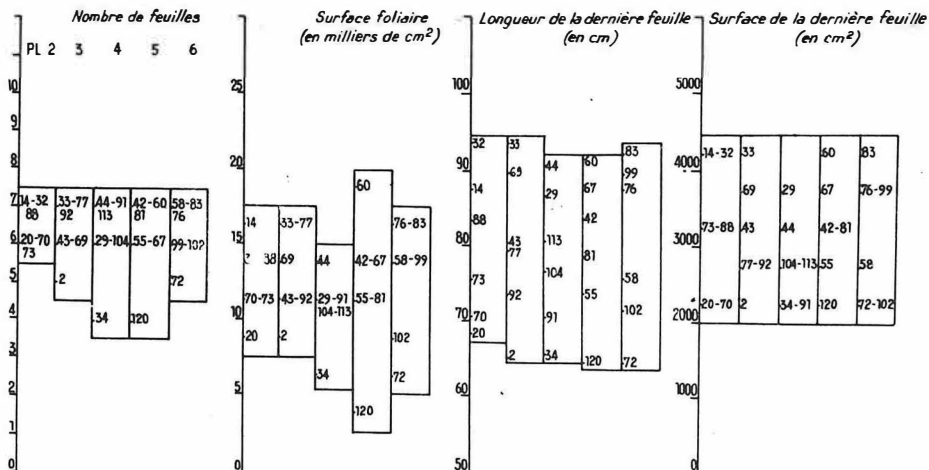 Nombre de feuilles
PL 2 3 4 5 6
10
9
8
7
6
5
4
3
2
1
0
.14-32 .33-77 .44-91 .42-60 .58-83
88 92 113 81 76
.20-70 .43-69 .29-104 .55-67 .99-102
73
.2 .72
.34 .120
Surface foliaire
(en milliers de cm²)
25
20
15
10
5
0
.60
.14 .33-77 .76-83
38 .69 .44 .42-67 .58-99
.70-73 .43-92 .29-91 .55-81
104-113
.20 .2 .102
.34 .72
.120
Longueur de la dernière feuille
(en cm)
100
90
80
70
60
50
.32 .33 .83
.69 .44 .60 .99
.14 .29 .67 .76
.88 .43 .113 .42
.77 .81
.73 .104 .58
.92 .55 .102
.70 .91
.20
.2 .34 .120 .72
Surface de la dernière feuille
(en cm²)
5000
4000
3000
2000
1000
0
.14-32 .33 .60 .83
.69 .29 .67 .76-99
.73-88 .43 .44 .42-81
.77-92 .104-113 .55 .58
.20-70 .2 .34-91 .120 .72-102